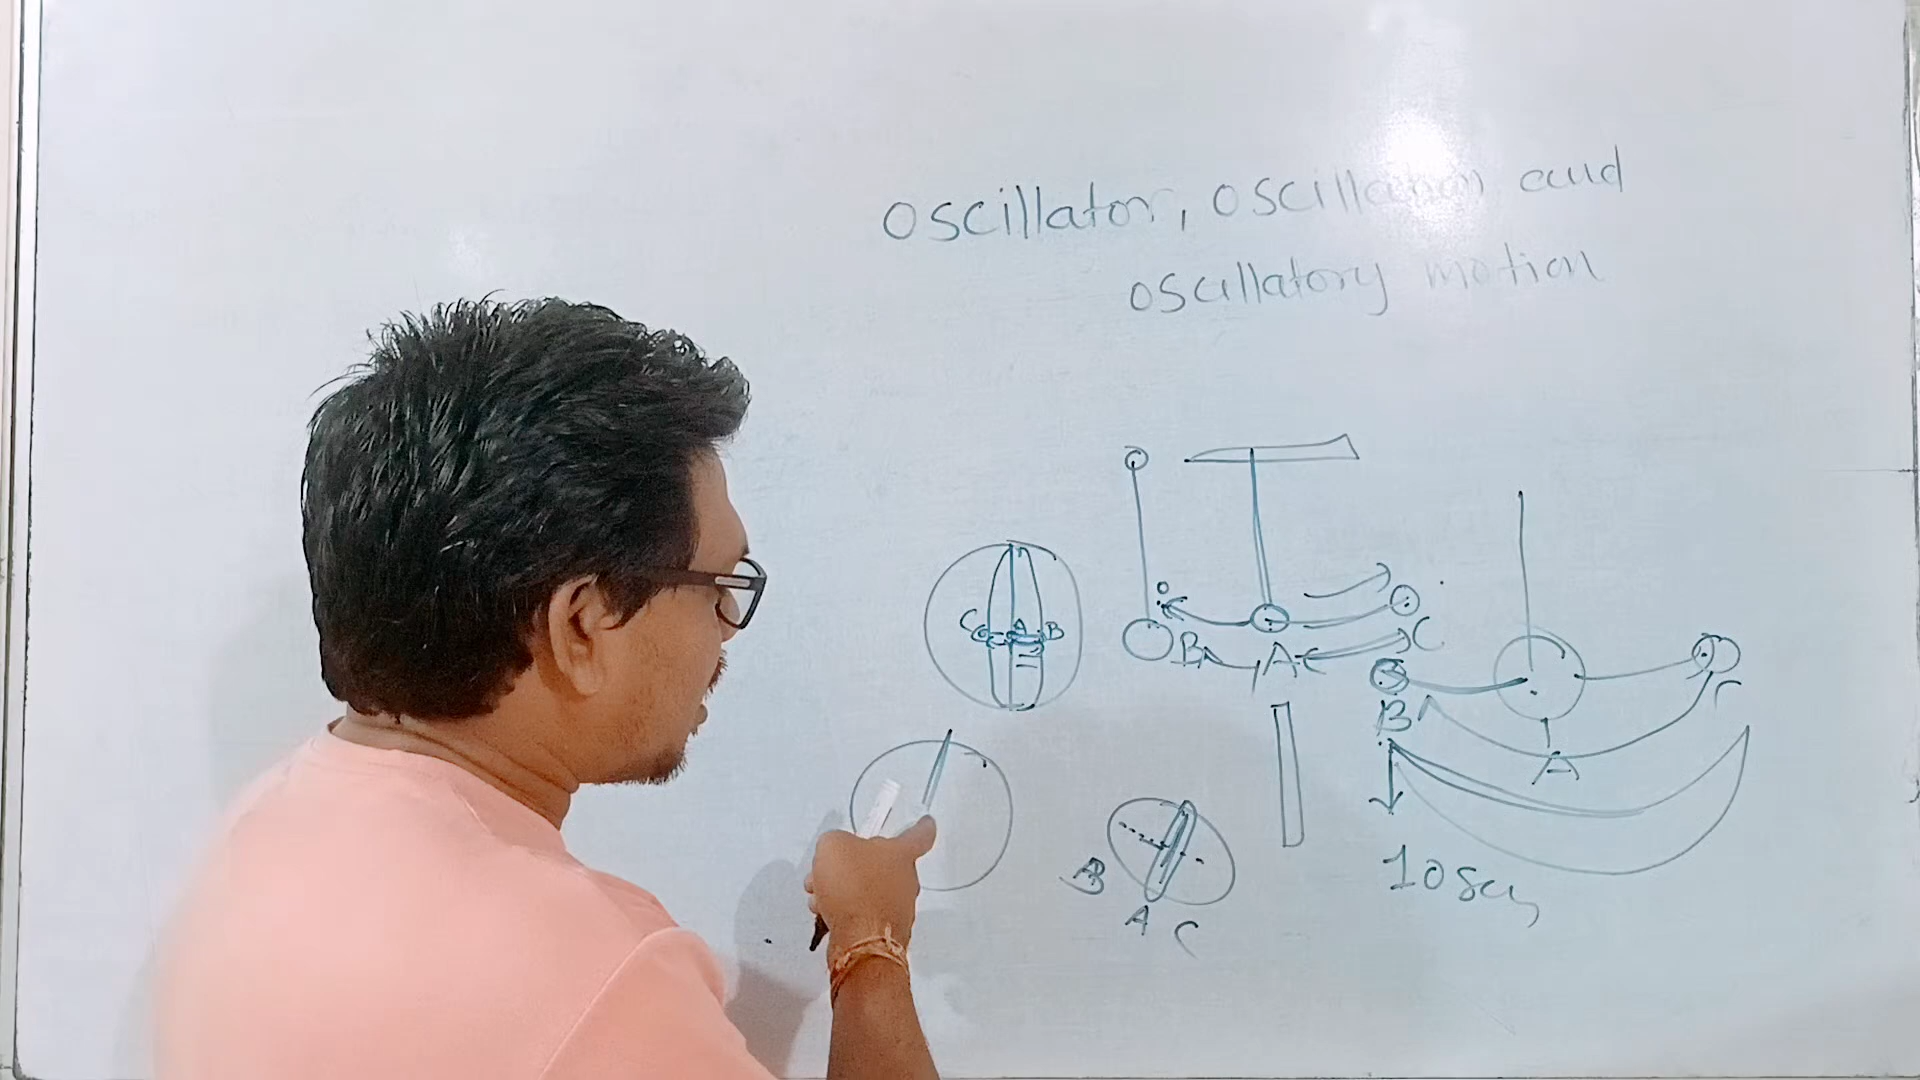 oscillator, oscillation and
oscillatory motion
C A B
B A C
C
B
A
B A C
10 sec